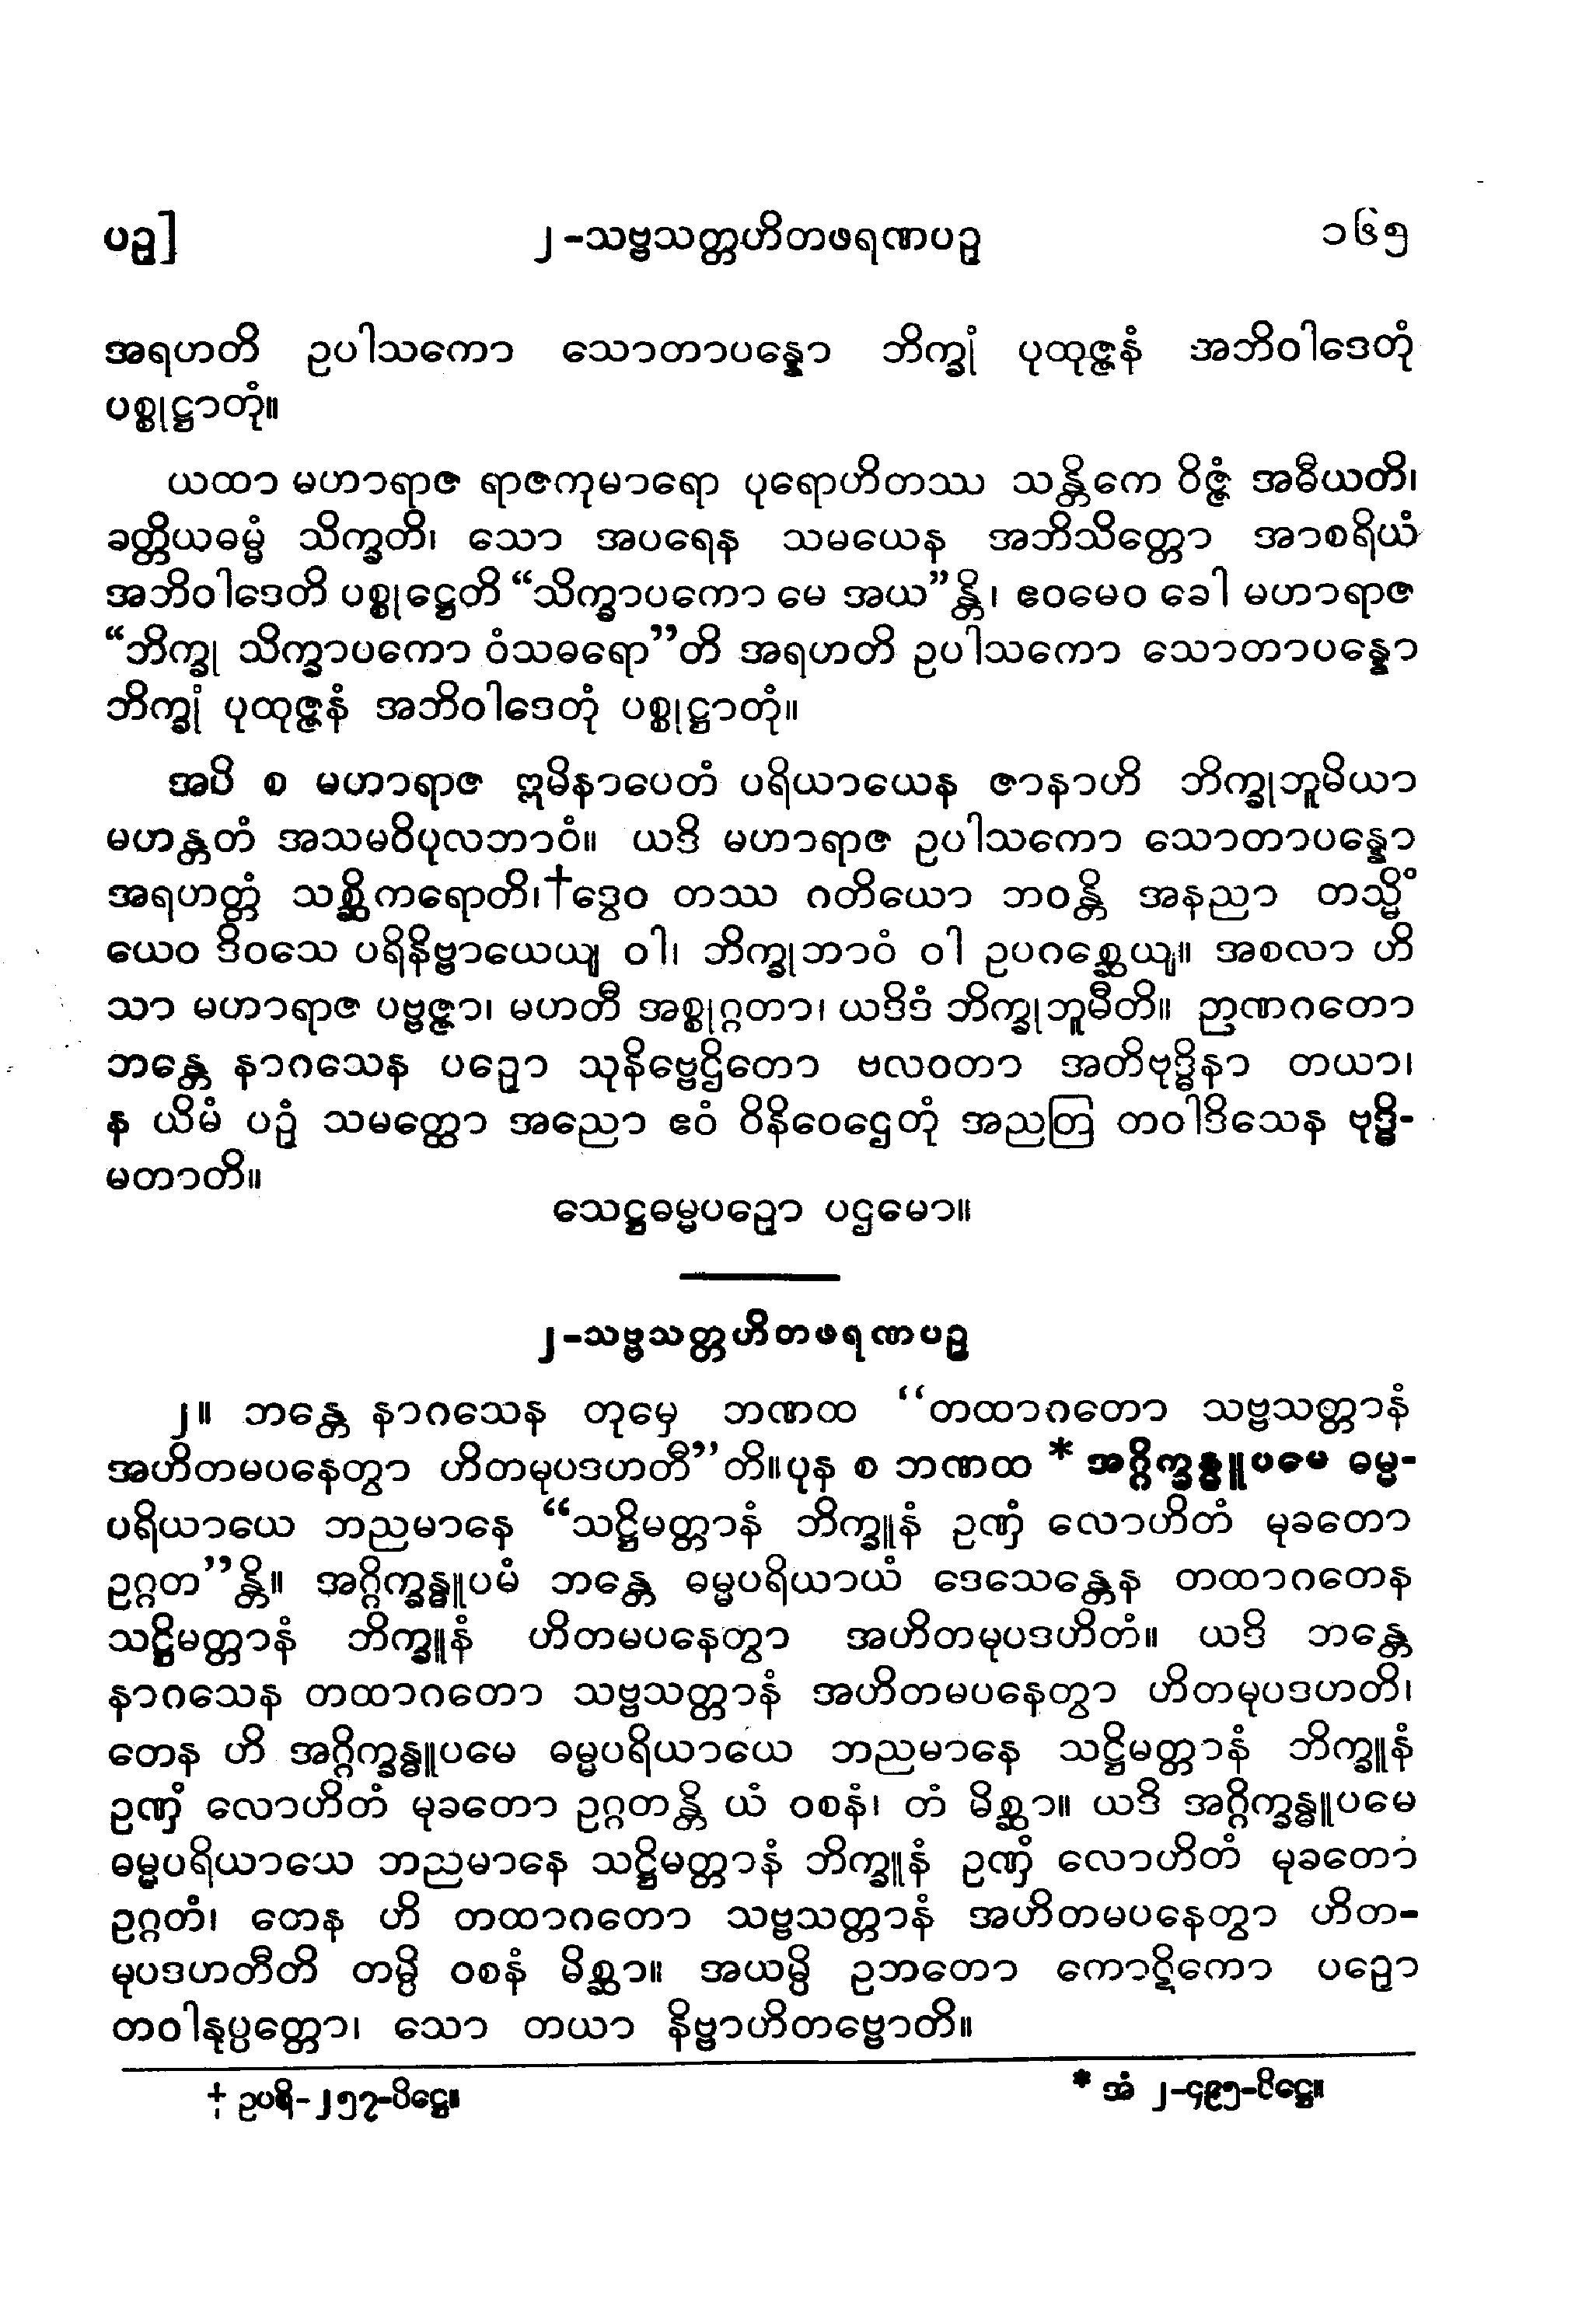 ပဉှ]
၂-သဗ္ဗသတ္တဟိတဖရဏပဉှ
၁၆၅
အရဟတိ ဥပါသကော သောတာပန္နော ဘိက္ခုံ ပုထုဇ္ဇနံ အဘိဝါဒေတုံ
ပစ္စုဋ္ဌာတုံ။
ယထာ မဟာရာဇ ရာဇကုမာရော ပုရောဟိတဿ သန္တိကေ ဝိဇ္ဇံ အဓီယတိ၊
ခတ္တိယဓမ္မံ သိက္ခတိ၊ သော အပရေန သမယေန အဘိသိတ္တော အာစရိယံ
အဘိဝါဒေတိ ပစ္စုဋ္ဌေတိ “သိက္ခာပကော မေ အယ”န္တိ၊ ဧဝမေဝ ခေါ မဟာရာဇ
“ဘိက္ခု သိက္ခာပကော ဝံသဓရော”တိ အရဟတိ ဥပါသကော သောတာပန္နော
ဘိက္ခုံ ပုထုဇ္ဇနံ အဘိဝါဒေတုံ ပစ္စုဋ္ဌာတုံ။
အပိ စ မဟာရာဇ ဣမိနာပေတံ ပရိယာယေန ဇာနာဟိ ဘိက္ခုဘူမိယာ
မဟန္တတံ အသမဝိပုလဘာဝံ။ ယဒိ မဟာရာဇ ဥပါသကော သောတာပန္နော
အရဟတ္တံ သစ္ဆိကရောတိ၊†ဒွေဝ တဿ ဂတိယော ဘဝန္တိ အနညာ တသ္မိံ
ယေဝ ဒိဝသေ ပရိနိဗ္ဗာယေယျ ဝါ၊ ဘိက္ခုဘာဝံ ဝါ ဥပဂစ္ဆေယျ။ အစလာ ဟိ
သာ မဟာရာဇ ပဗ္ဗဇ္ဇာ၊ မဟတီ အစ္စုဂ္ဂတာ၊ ယဒိဒံ ဘိက္ခုဘူမီတိ။ ဉာဏဂတော
ဘန္တေ နာဂသေန ပဉှော သုနိဗ္ဗေဌိတော ဗလဝတာ အတိဗုဒ္ဓိနာ တယာ၊
န ယိမံ ပဉှံ သမတ္ထော အညော ဧဝံ ဝိနိဝေဌေတုံ အညတြ တဝါဒိသေန ဗုဒ္ဓိ-
မတာတိ။
သေဋ္ဌဓမ္မပဉှော ပဌမော။
၂-သဗ္ဗသတ္တဟိတဖရဏပဉှ
၂။ ဘန္တေ နာဂသေန တုမှေ ဘဏထ “တထာဂတော သဗ္ဗသတ္တာနံ
အဟိတမပနေတွာ ဟိတမုပဒဟတီ”တိ။ပုန စ ဘဏထ * အဂ္ဂိက္ခန္ဓူပမေ ဓမ္မ-
ပရိယာယေ ဘညမာနေ “သဋ္ဌိမတ္တာနံ ဘိက္ခူနံ ဥဏှံ လောဟိတံ မုခတော
ဥဂ္ဂတ”န္တိ။ အဂ္ဂိက္ခန္ဓူပမံ ဘန္တေ ဓမ္မပရိယာယံ ဒေသေန္တေန တထာဂတေန
သဋ္ဌိမတ္တာနံ ဘိက္ခူနံ ဟိတမပနေတွာ အဟိတမုပဒဟိတံ။ ယဒိ ဘန္တေ
နာဂသေန တထာဂတော သဗ္ဗသတ္တာနံ အဟိတမပနေတွာ ဟိတမုပဒဟတိ၊
တေန ဟိ အဂ္ဂိက္ခန္ဓူပမေ ဓမ္မပရိယာယေ ဘညမာနေ သဋ္ဌိမတ္တာနံ ဘိက္ခူနံ
ဥဏှံ လောဟိတံ မုခတော ဥဂ္ဂတန္တိ ယံ ဝစနံ၊ တံ မိစ္ဆာ။ ယဒိ အဂ္ဂိက္ခန္ဓူပမေ
ဓမ္မပရိယာယေ ဘညမာနေ သဋ္ဌိမတ္တာနံ ဘိက္ခူနံ ဥဏှံ လောဟိတံ မုခတော
ဥဂ္ဂတံ၊ တေန ဟိ တထာဂတော သဗ္ဗသတ္တာနံ အဟိတမပနေတွာ ဟိတ-
မုပဒဟတီတိ တမ္ပိ ဝစနံ မိစ္ဆာ။ အယမ္ပိ ဥဘတော ကောဋိကော ပဉှော
တဝါနုပ္ပတ္တော၊ သော တယာ နိဗ္ဗာဟိတဗ္ဗောတိ။
† ဥပရိ-၂၅၇-ပိဋ္ဌေ။
* အံ ၂-၄၉၅-ပိဋ္ဌေ။